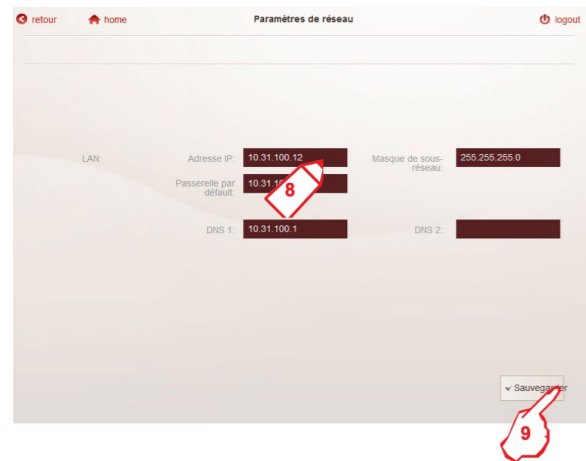 retour home Paramètres de réseau logout
LAN: Adresse IP: 10.31.100.12 Masque de sous-réseau: 255.255.255.0
8
Passerelle par défault:
DNS 1: 10.31.100.1 DNS 2:
Sauvegarder
9